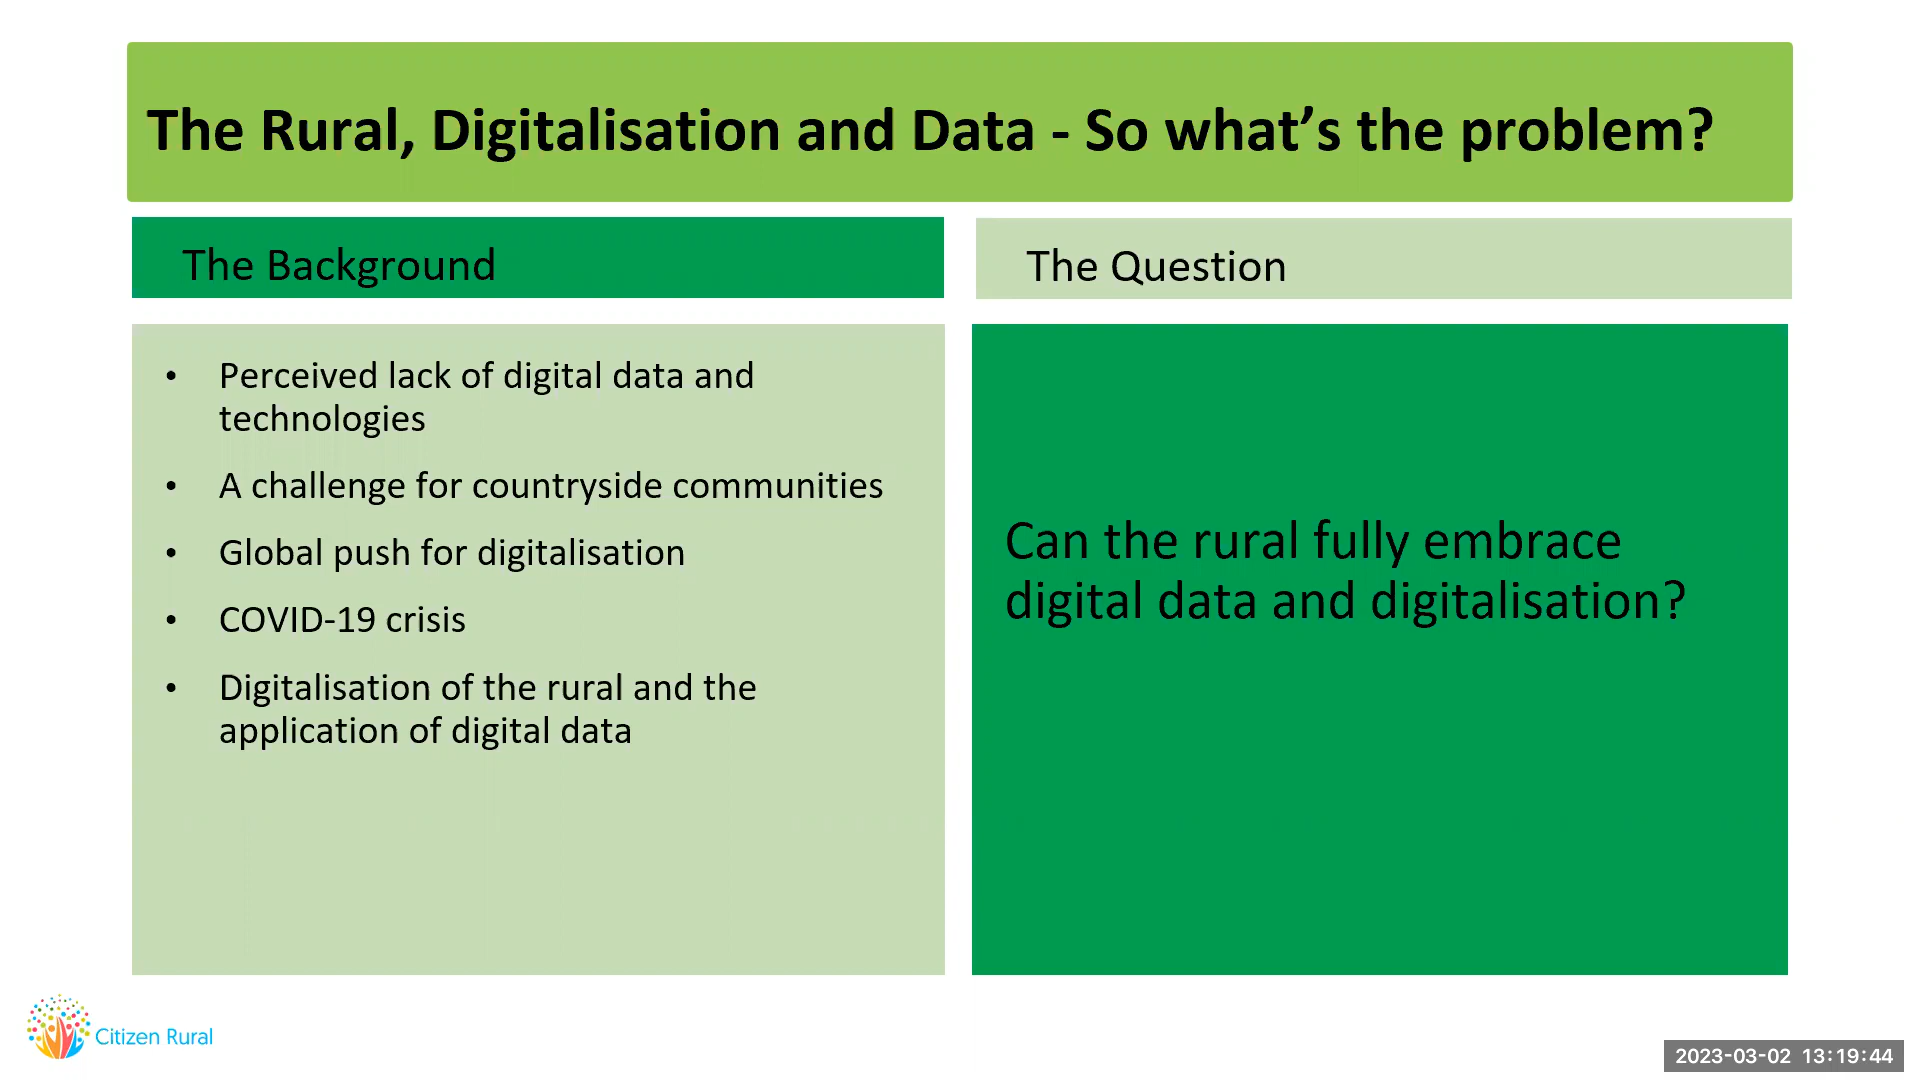 The Rural, Digitalisation and Data - So what’s the problem?
The Background
• Perceived lack of digital data and
technologies
• A challenge for countryside communities
• Global push for digitalisation
• COVID-19 crisis
• Digitalisation of the rural and the
application of digital data
The Question
Can the rural fully embrace
digital data and digitalisation?
Citizen Rural
2023-03-02 13:19:44